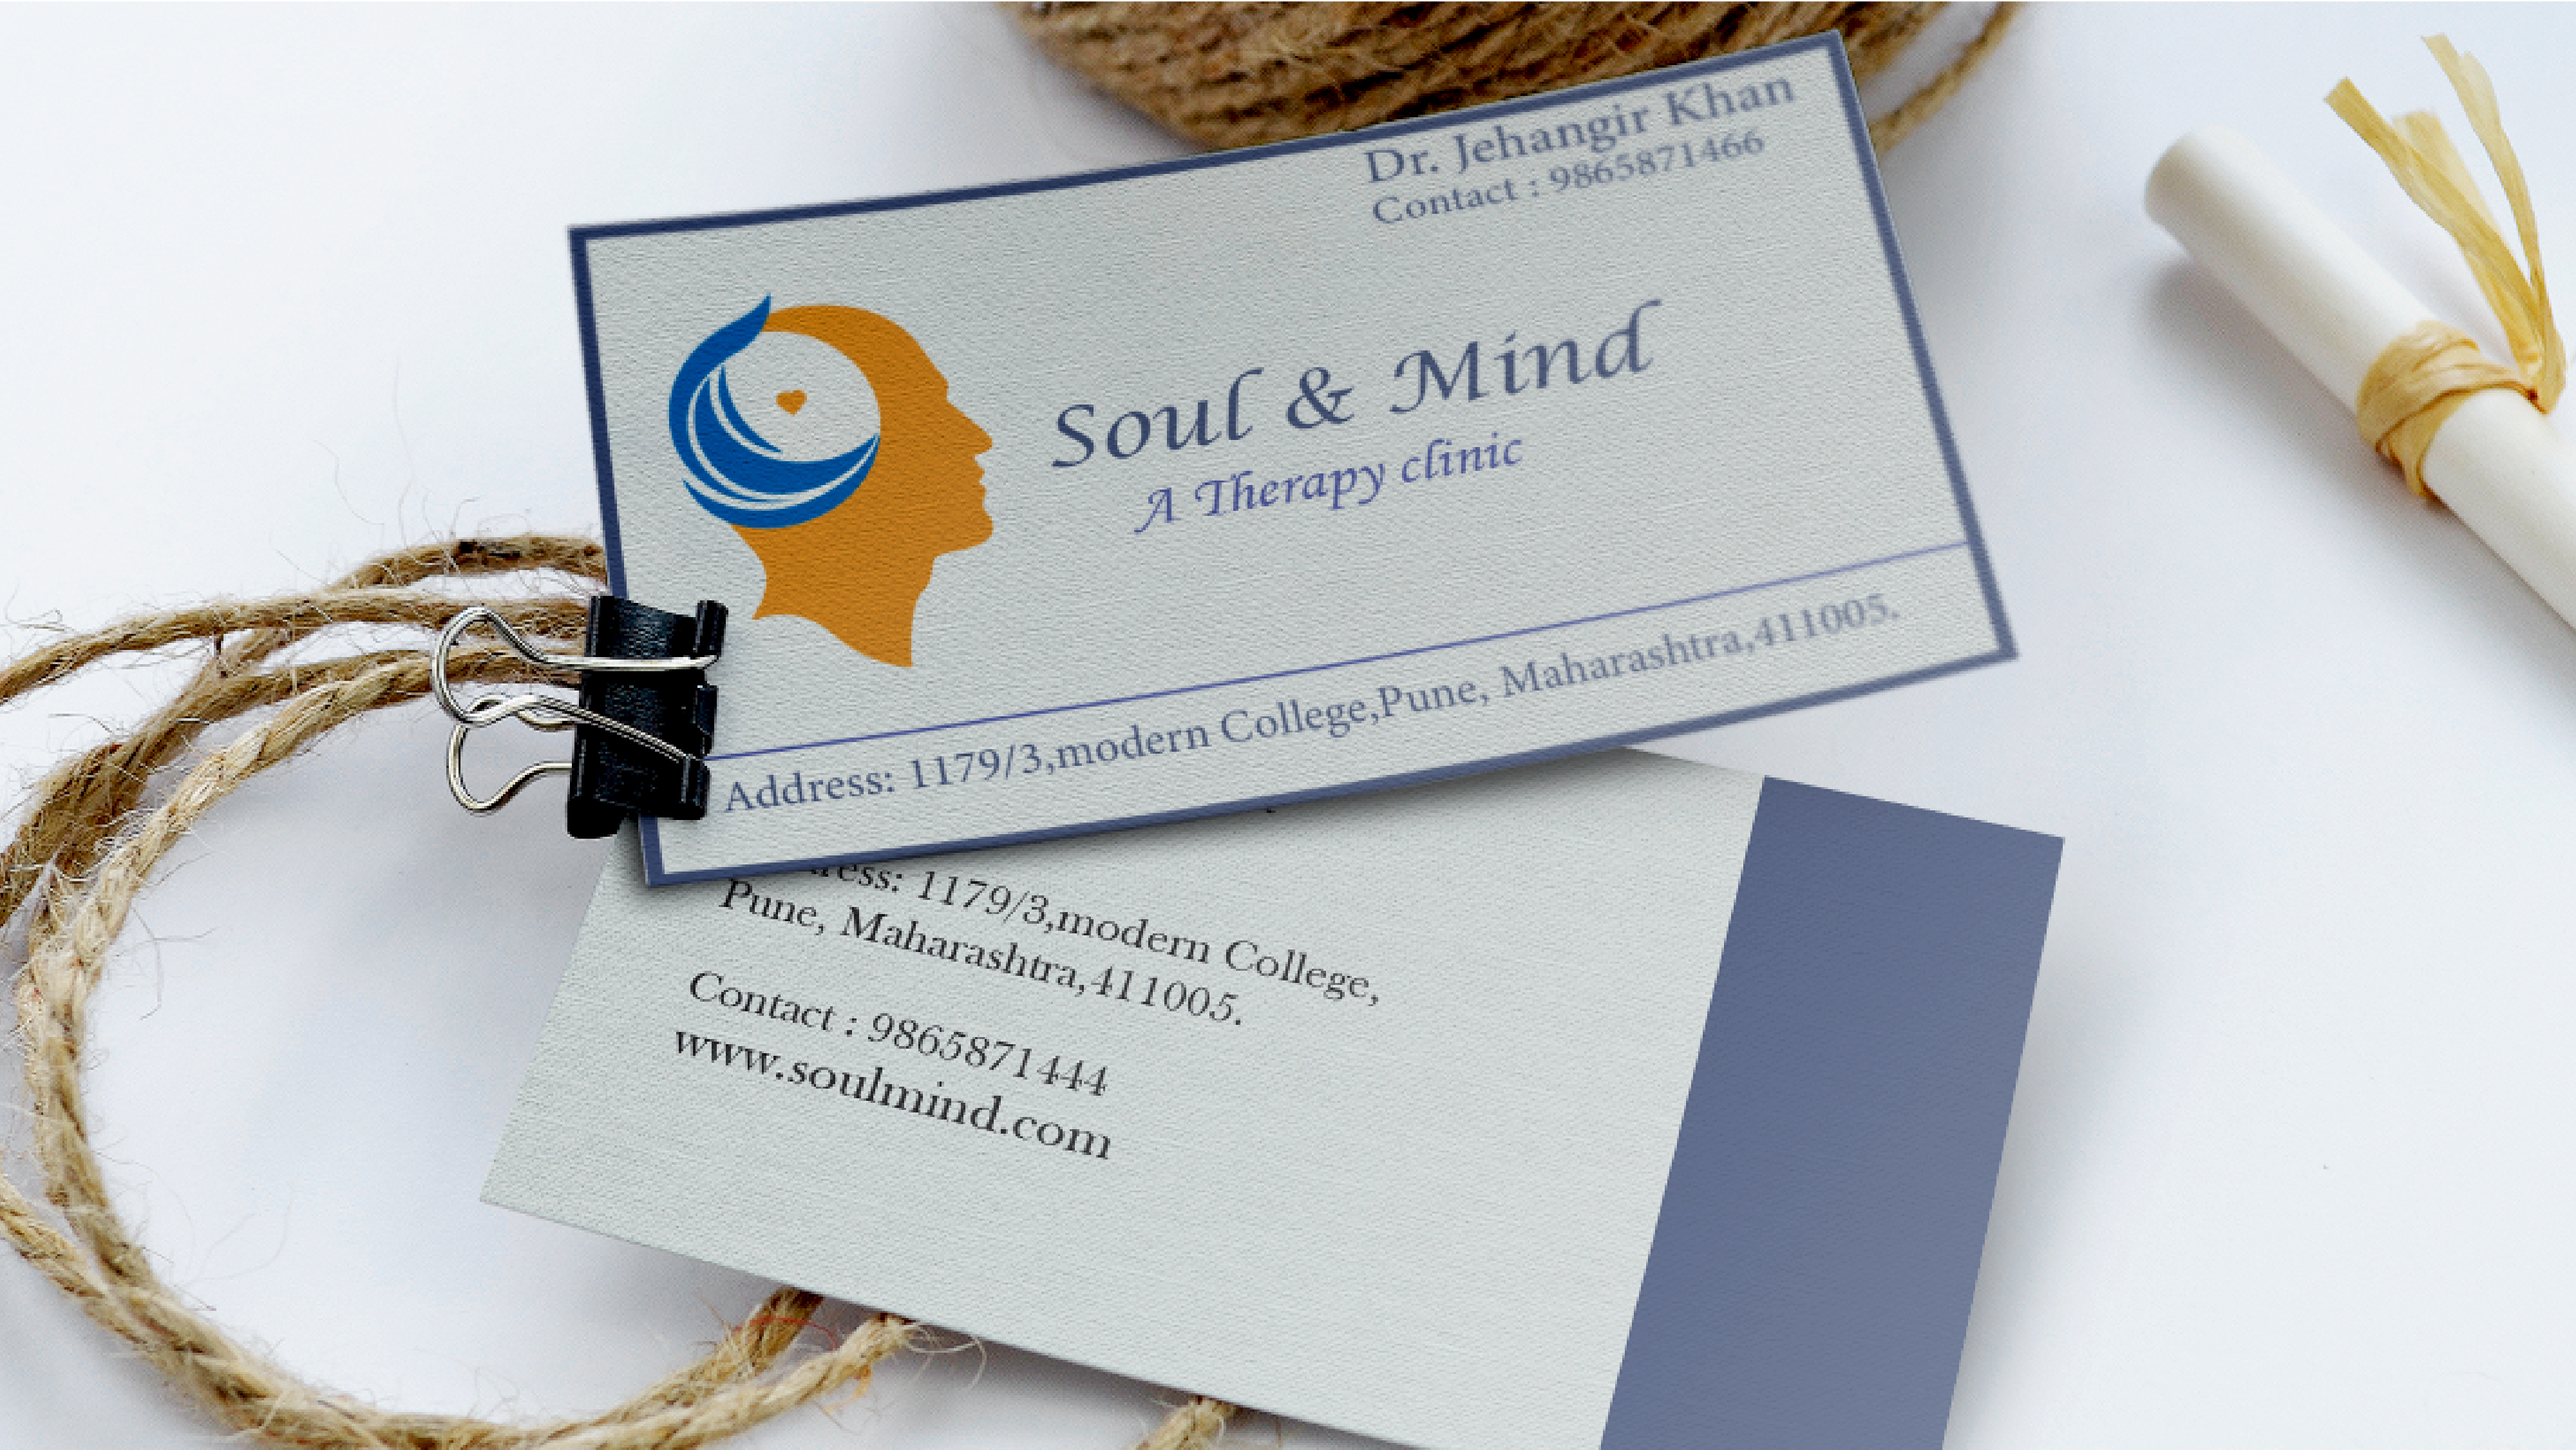 Dr. Jehangir Khan
Contact : 9865871466
Soul & Mind
A Therapy clinic
Address: 1179/3,modern College,Pune, Maharashtra,411005.
1179/3,modern College,
Pune, Maharashtra,411005.
Contact : 9865871444
www.soulmind.com